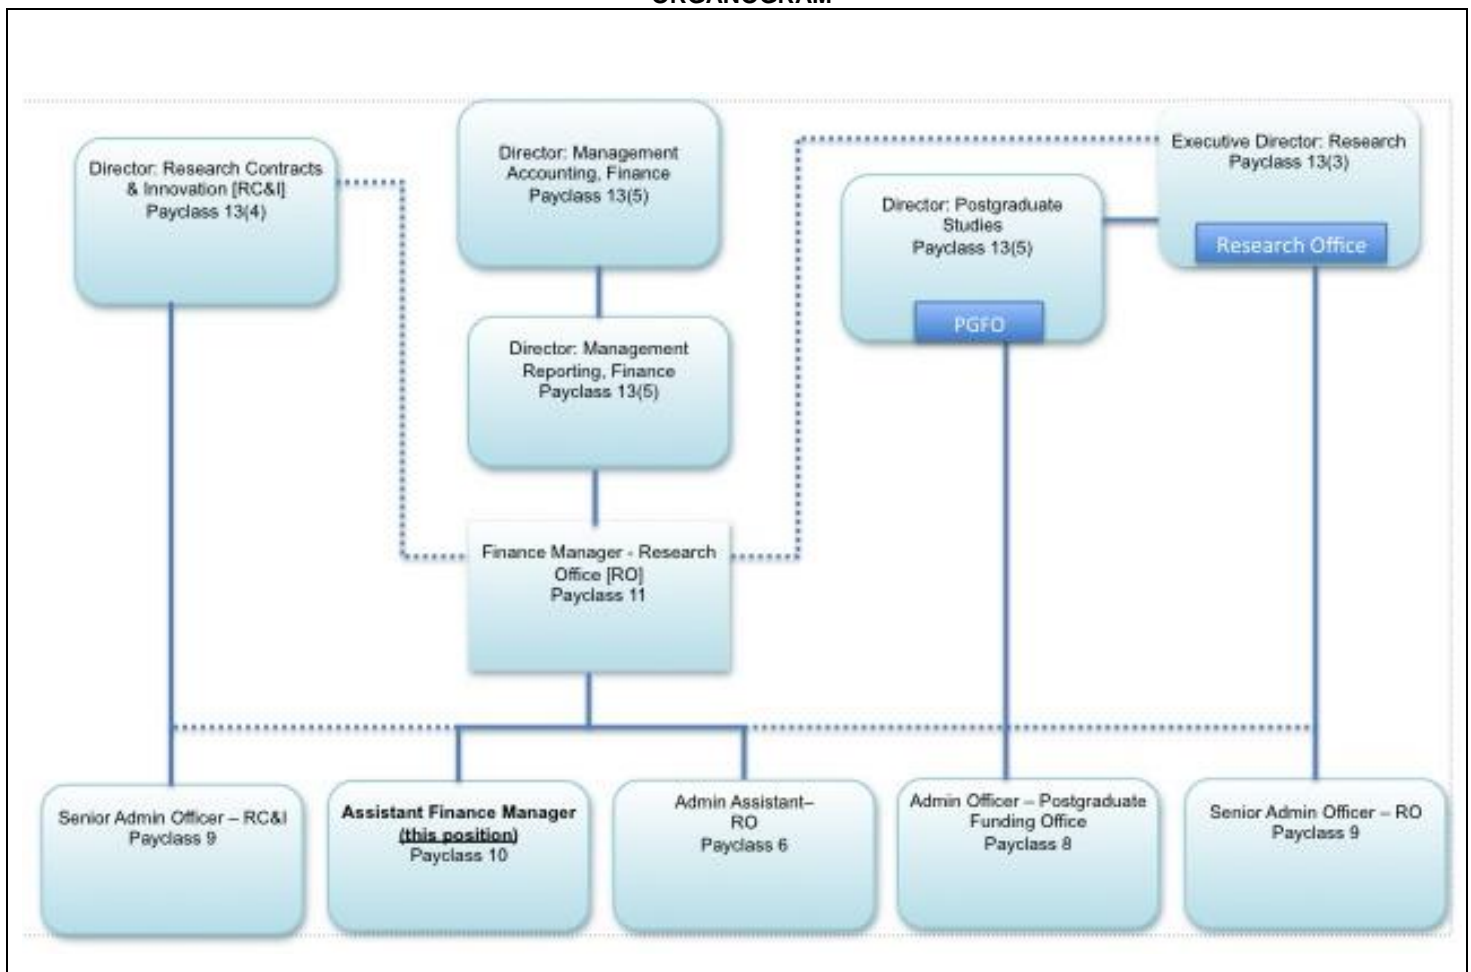 ORGANOGRAM
Director: Research Contracts
& Innovation [RC&I]
Payclass 13(4)
Director: Management
Accounting, Finance
Payclass 13(5)
Executive Director: Research
Payclass 13(3)
Research Office
Director: Postgraduate
Studies
Payclass 13(5)
PGFO
Director: Management
Reporting, Finance
Payclass 13(5)
Finance Manager - Research
Office [RO]
Payclass 11
Senior Admin Officer – RC&I
Payclass 9
Assistant Finance Manager
(this position)
Payclass 10
Admin Assistant–
RO
Payclass 6
Admin Officer – Postgraduate
Funding Office
Payclass 8
Senior Admin Officer – RO
Payclass 9